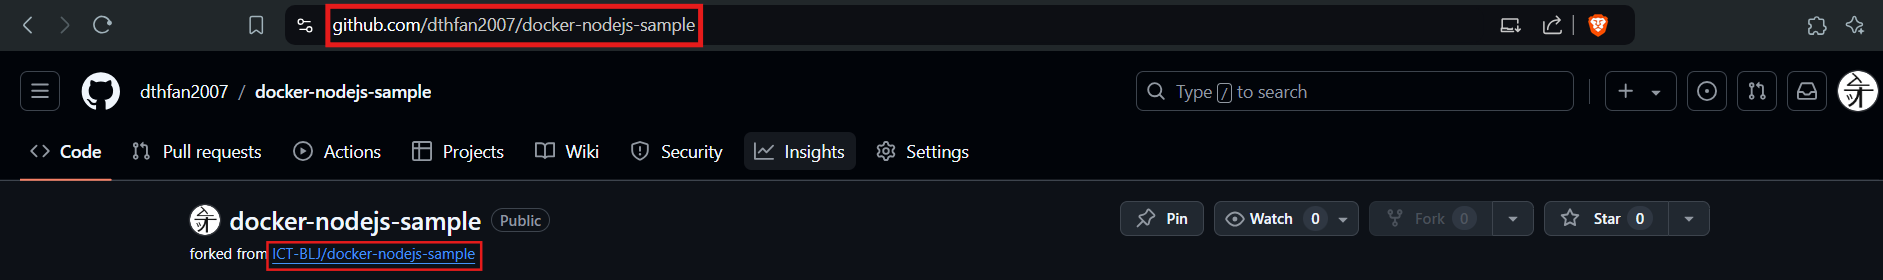 github.com/dthfan2007/docker-nodejs-sample
dthfan2007 / docker-nodejs-sample
Type / to search
Code Pull requests Actions Projects Wiki Security Insights Settings
docker-nodejs-sample Public
Pin Watch 0 Fork 0 Star 0
forked from ICT-BLJ/docker-nodejs-sample